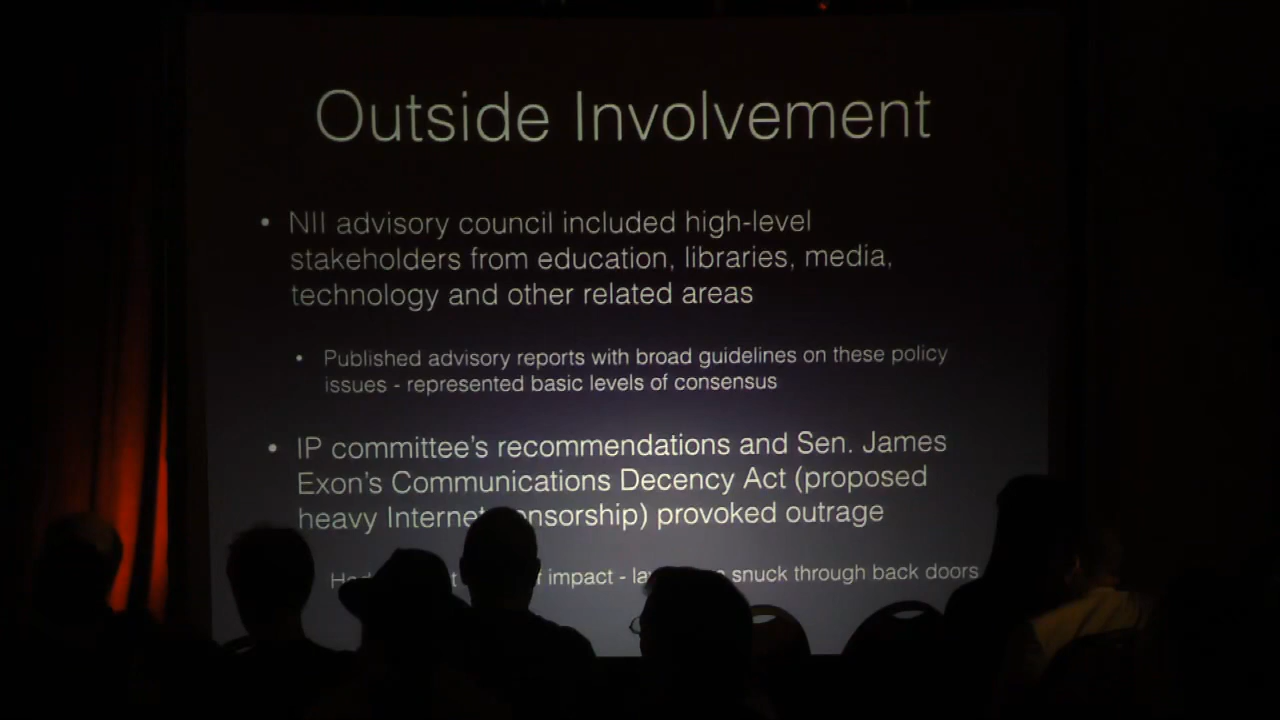 Outside Involvement
• NII advisory council included high-level
stakeholders from education, libraries, media,
technology and other related areas
• Published advisory reports with broad guidelines on these policy
issues - represented basic levels of consensus
• IP committee's recommendations and Sen. James
Exon's Communications Decency Act (proposed
heavy Internet censorship) provoked outrage
impact - snuck through back doors